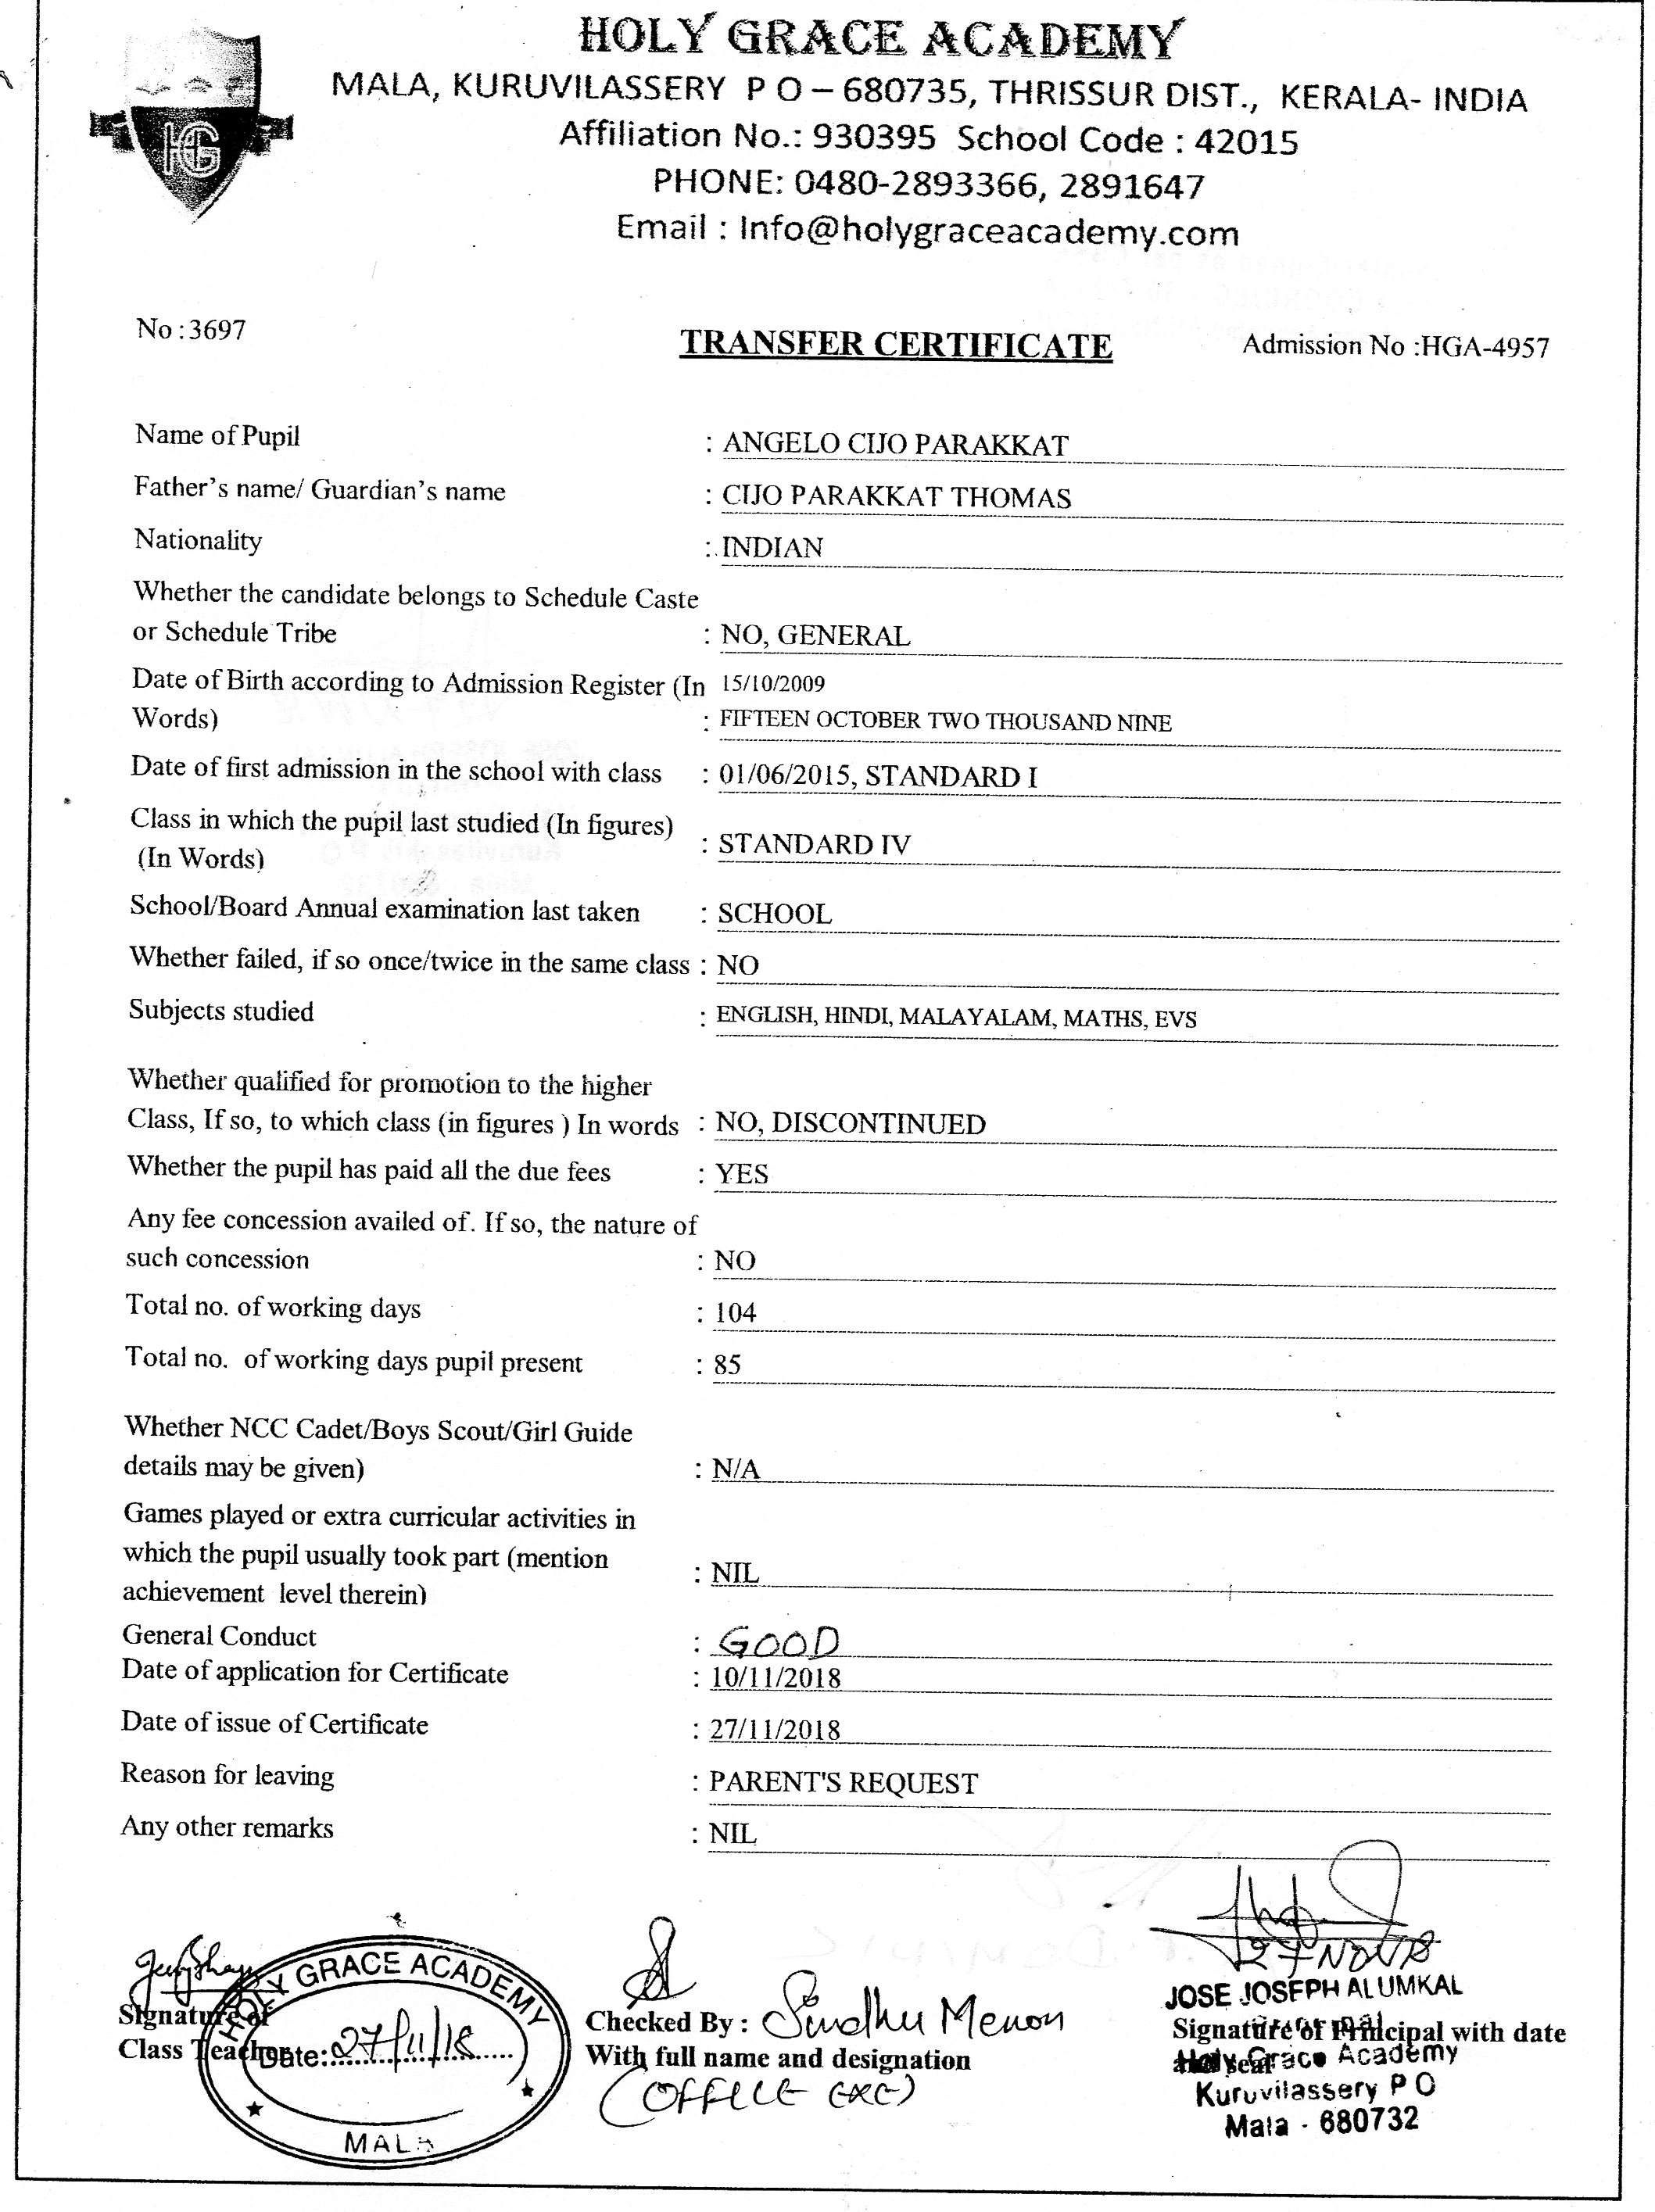 HOLY GRACE ACADEMY
MALA, KURUVILASSERY P O – 680735, THRISSUR DIST., KERALA- INDIA
Affiliation No.: 930395 School Code : 42015
PHONE: 0480-2893366, 2891647
Email : Info@holygraceacademy.com
HG
No : 3697
TRANSFER CERTIFICATE
Admission No :HGA-4957
Name of Pupil : ANGELO CIJO PARAKKAT
Father's name/ Guardian's name : CIJO PARAKKAT THOMAS
Nationality : INDIAN
Whether the candidate belongs to Schedule Caste
or Schedule Tribe : NO, GENERAL
Date of Birth according to Admission Register (In 15/10/2009
Words) : FIFTEEN OCTOBER TWO THOUSAND NINE
Date of first admission in the school with class : 01/06/2015, STANDARD I
Class in which the pupil last studied (In figures)
(In Words) : STANDARD IV
School/Board Annual examination last taken : SCHOOL
Whether failed, if so once/twice in the same class : NO
Subjects studied : ENGLISH, HINDI, MALAYALAM, MATHS, EVS
Whether qualified for promotion to the higher
Class, If so, to which class (in figures ) In words : NO, DISCONTINUED
Whether the pupil has paid all the due fees : YES
Any fee concession availed of. If so, the nature of
such concession : NO
Total no. of working days : 104
Total no. of working days pupil present : 85
Whether NCC Cadet/Boys Scout/Girl Guide
details may be given) : N/A
Games played or extra curricular activities in
which the pupil usually took part (mention
achievement level therein) : NIL
General Conduct : GOOD
Date of application for Certificate : 10/11/2018
Date of issue of Certificate : 27/11/2018
Reason for leaving : PARENT'S REQUEST
Any other remarks : NIL
Signature of
Class Teacher
HOLY GRACE ACADEMY
Date: 27/11/18
MALA
Checked By : Sindhu Menon
With full name and designation
(OFFICE EXE)
27 NOV 18
JOSE JOSEPH ALUMKAL
Signature of Principal with date
and seal
Holy Grace Academy
Kuruvilassery P O
Mala - 680732